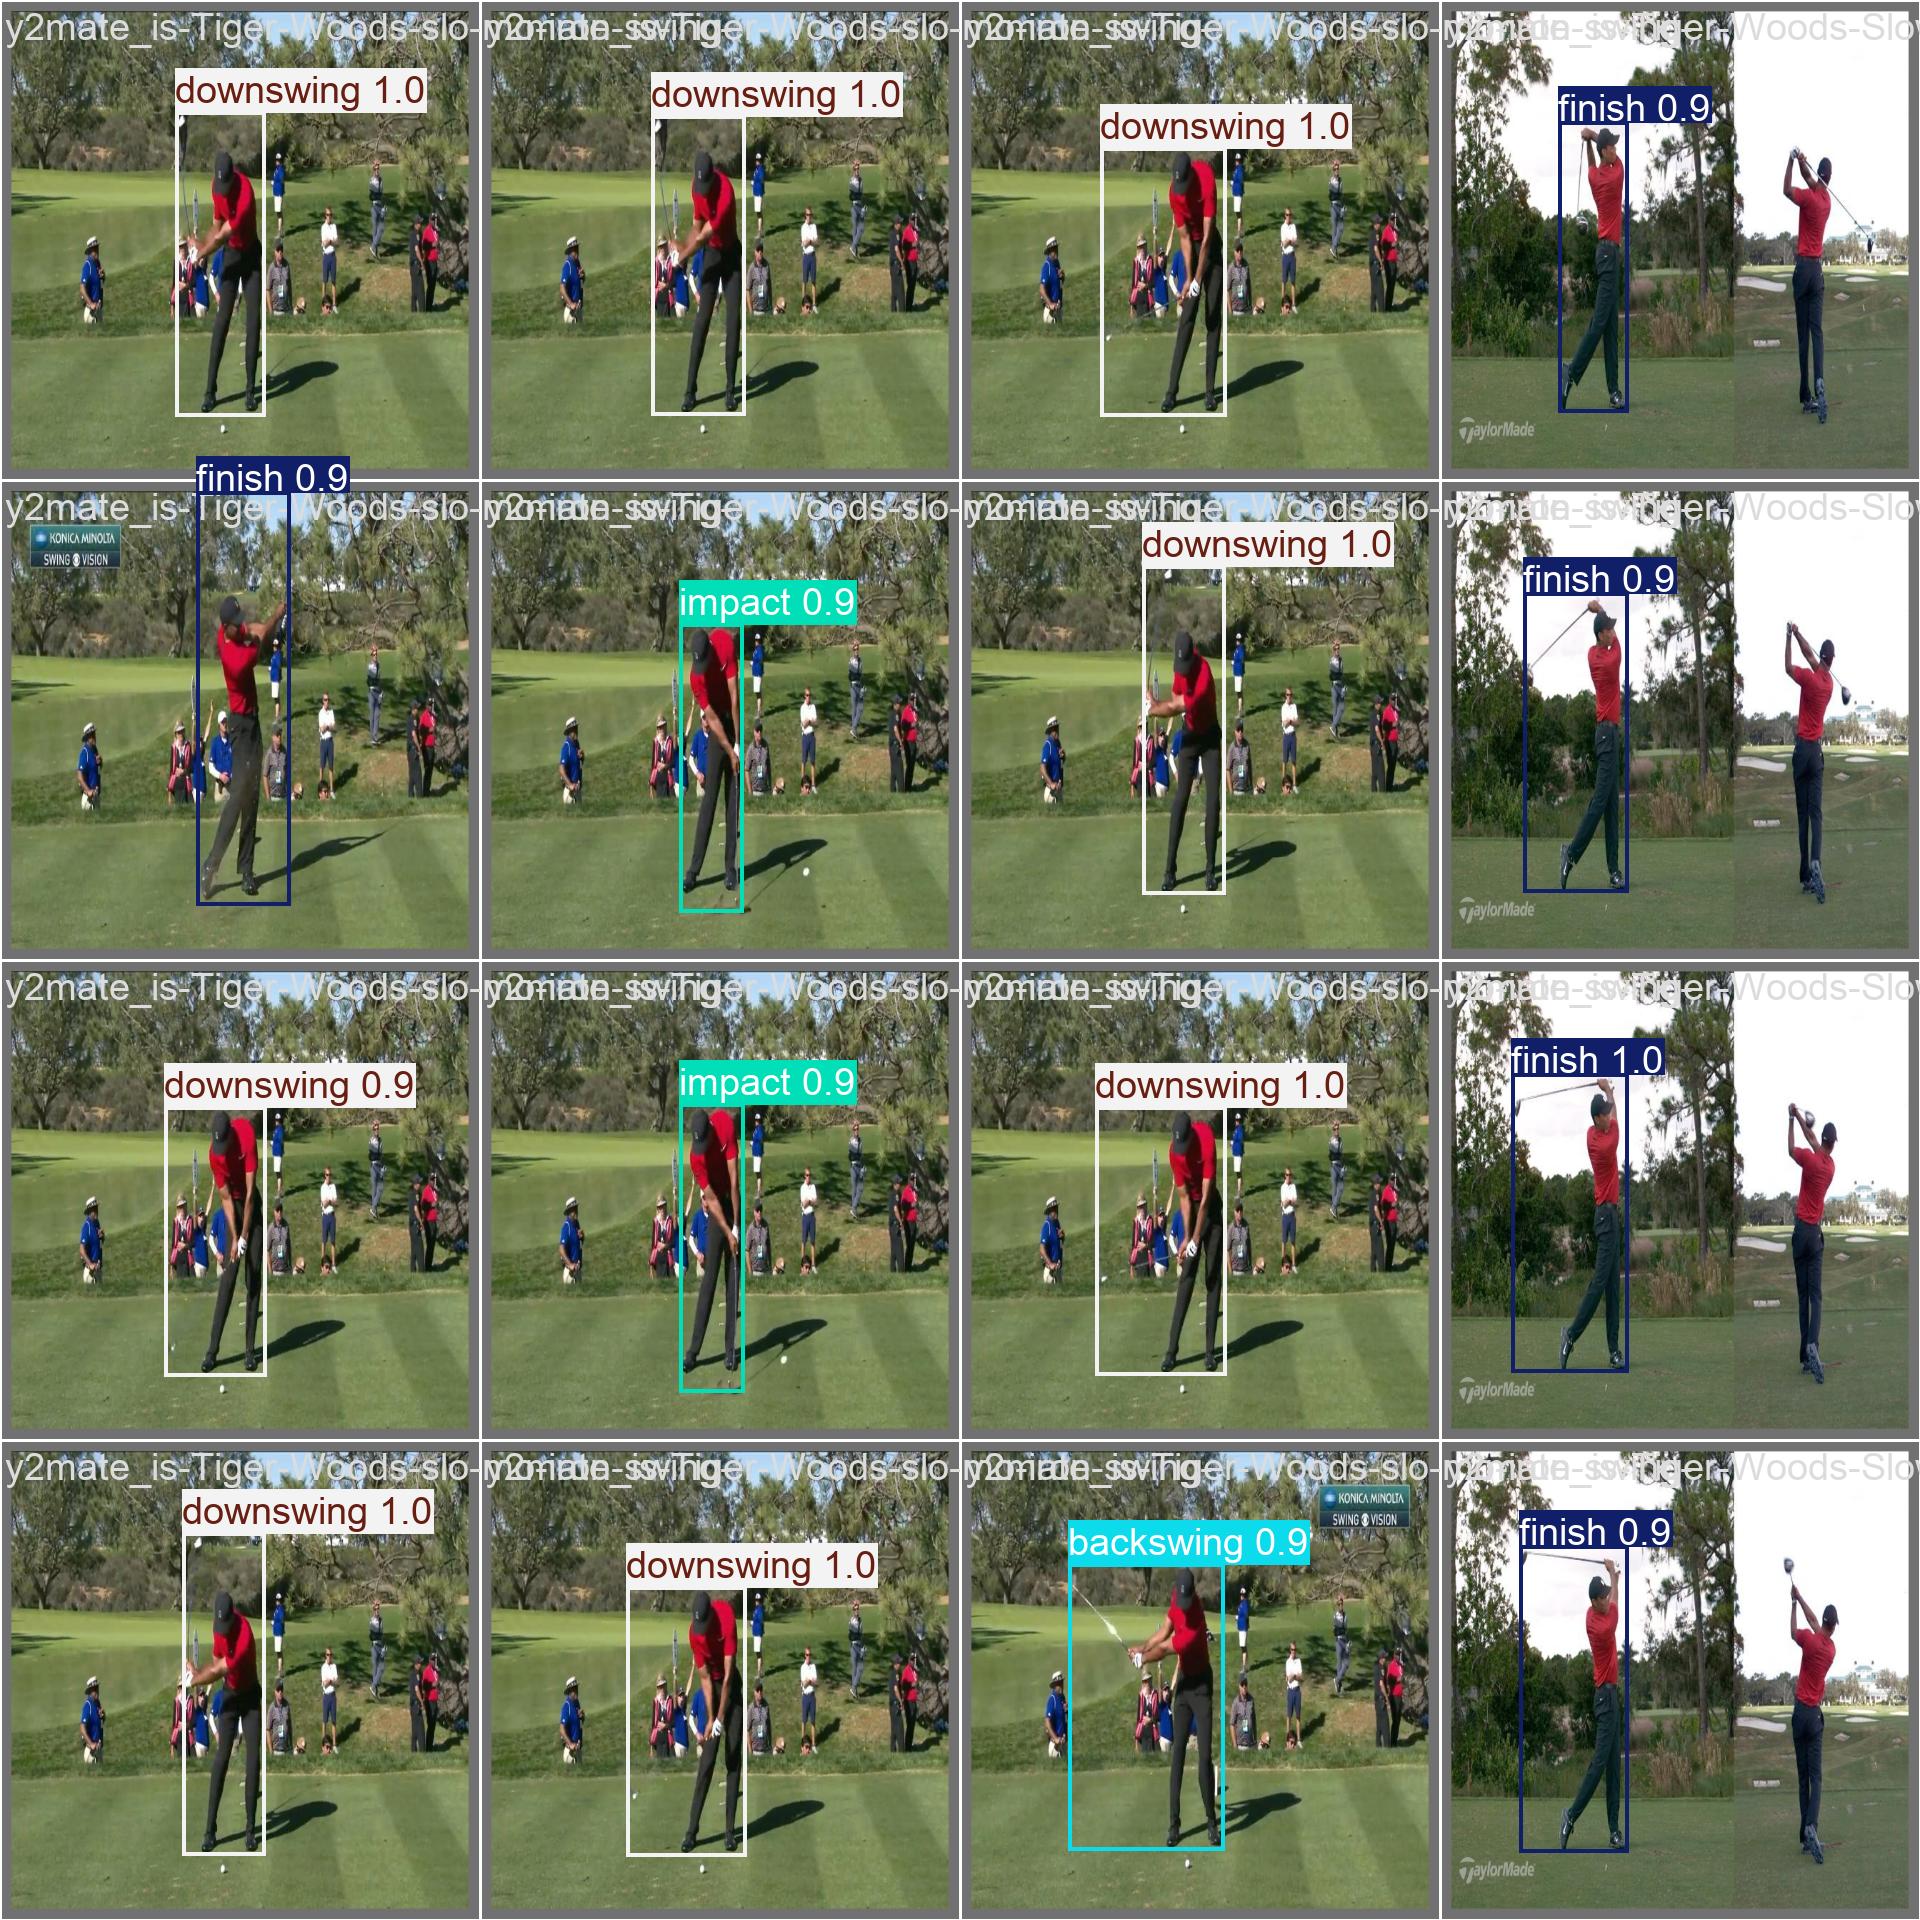 y2mate_is-Tiger-Woods-slo-
y2mate_is-Tiger-Woods-slo-
y2mate_is-Tiger-Woods-slo-
y2mate_is-Tiger-Woods-Slow
downswing 1.0
downswing 1.0
downswing 1.0
finish 0.9
TaylorMade
finish 0.9
y2mate_is-Tiger-Woods-slo-
y2mate_is-Tiger-Woods-slo-
y2mate_is-Tiger-Woods-slo-
y2mate_is-Tiger-Woods-Slow
KONICA MINOLTA
SWING VISION
impact 0.9
downswing 1.0
finish 0.9
TaylorMade
y2mate_is-Tiger-Woods-slo-
y2mate_is-Tiger-Woods-slo-
y2mate_is-Tiger-Woods-slo-
y2mate_is-Tiger-Woods-Slow
downswing 0.9
impact 0.9
downswing 1.0
finish 1.0
TaylorMade
y2mate_is-Tiger-Woods-slo-
y2mate_is-Tiger-Woods-slo-
y2mate_is-Tiger-Woods-slo-
y2mate_is-Tiger-Woods-Slow
downswing 1.0
downswing 1.0
KONICA MINOLTA
SWING VISION
backswing 0.9
finish 0.9
TaylorMade